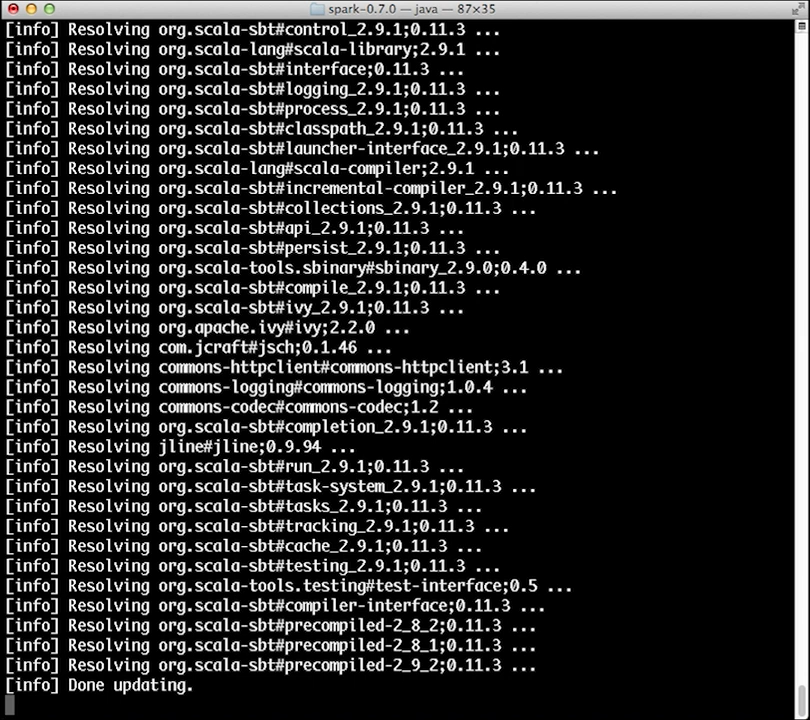 spark-0.7.0 — java — 87×35
[info] Resolving org.scala-sbt#control_2.9.1;0.11.3 ...
[info] Resolving org.scala-lang#scala-library;2.9.1 ...
[info] Resolving org.scala-sbt#interface;0.11.3 ...
[info] Resolving org.scala-sbt#logging_2.9.1;0.11.3 ...
[info] Resolving org.scala-sbt#process_2.9.1;0.11.3 ...
[info] Resolving org.scala-sbt#classpath_2.9.1;0.11.3 ...
[info] Resolving org.scala-sbt#launcher-interface_2.9.1;0.11.3 ...
[info] Resolving org.scala-lang#scala-compiler;2.9.1 ...
[info] Resolving org.scala-sbt#incremental-compiler_2.9.1;0.11.3 ...
[info] Resolving org.scala-sbt#collections_2.9.1;0.11.3 ...
[info] Resolving org.scala-sbt#api_2.9.1;0.11.3 ...
[info] Resolving org.scala-sbt#persist_2.9.1;0.11.3 ...
[info] Resolving org.scala-tools.sbinary#sbinary_2.9.0;0.4.0 ...
[info] Resolving org.scala-sbt#compile_2.9.1;0.11.3 ...
[info] Resolving org.scala-sbt#ivy_2.9.1;0.11.3 ...
[info] Resolving org.apache.ivy#ivy;2.2.0 ...
[info] Resolving com.jcraft#jsch;0.1.46 ...
[info] Resolving commons-httpclient#commons-httpclient;3.1 ...
[info] Resolving commons-logging#commons-logging;1.0.4 ...
[info] Resolving commons-codec#commons-codec;1.2 ...
[info] Resolving org.scala-sbt#completion_2.9.1;0.11.3 ...
[info] Resolving jline#jline;0.9.94 ...
[info] Resolving org.scala-sbt#run_2.9.1;0.11.3 ...
[info] Resolving org.scala-sbt#task-system_2.9.1;0.11.3 ...
[info] Resolving org.scala-sbt#tasks_2.9.1;0.11.3 ...
[info] Resolving org.scala-sbt#tracking_2.9.1;0.11.3 ...
[info] Resolving org.scala-sbt#cache_2.9.1;0.11.3 ...
[info] Resolving org.scala-sbt#testing_2.9.1;0.11.3 ...
[info] Resolving org.scala-tools.testing#test-interface;0.5 ...
[info] Resolving org.scala-sbt#compiler-interface;0.11.3 ...
[info] Resolving org.scala-sbt#precompiled-2_8_2;0.11.3 ...
[info] Resolving org.scala-sbt#precompiled-2_8_1;0.11.3 ...
[info] Resolving org.scala-sbt#precompiled-2_9_2;0.11.3 ...
[info] Done updating.